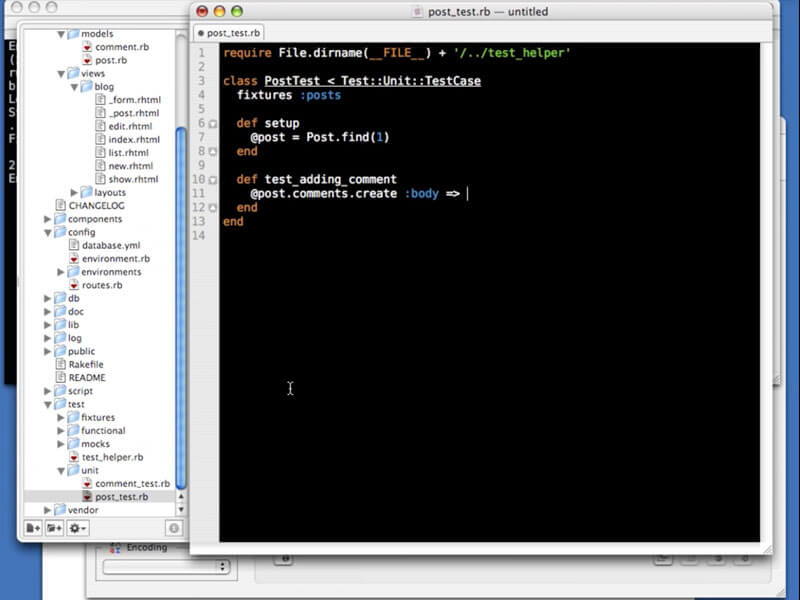 post_test.rb — untitled
post_test.rb
models
comment.rb
post.rb
views
blog
_form.rhtml
_post.rhtml
edit.rhtml
index.rhtml
list.rhtml
new.rhtml
show.rhtml
layouts
CHANGELOG
components
config
database.yml
environment.rb
environments
routes.rb
db
doc
lib
log
public
Rakefile
README
script
test
fixtures
functional
mocks
test_helper.rb
unit
comment_test.rb
post_test.rb
vendor
1 require File.dirname(__FILE__) + '/../test_helper'
2
3 class PostTest < Test::Unit::TestCase
4 fixtures :posts
5
6 def setup
7 @post = Post.find(1)
8 end
9
10 def test_adding_comment
11 @post.comments.create :body =>
12 end
13 end
14
Encoding